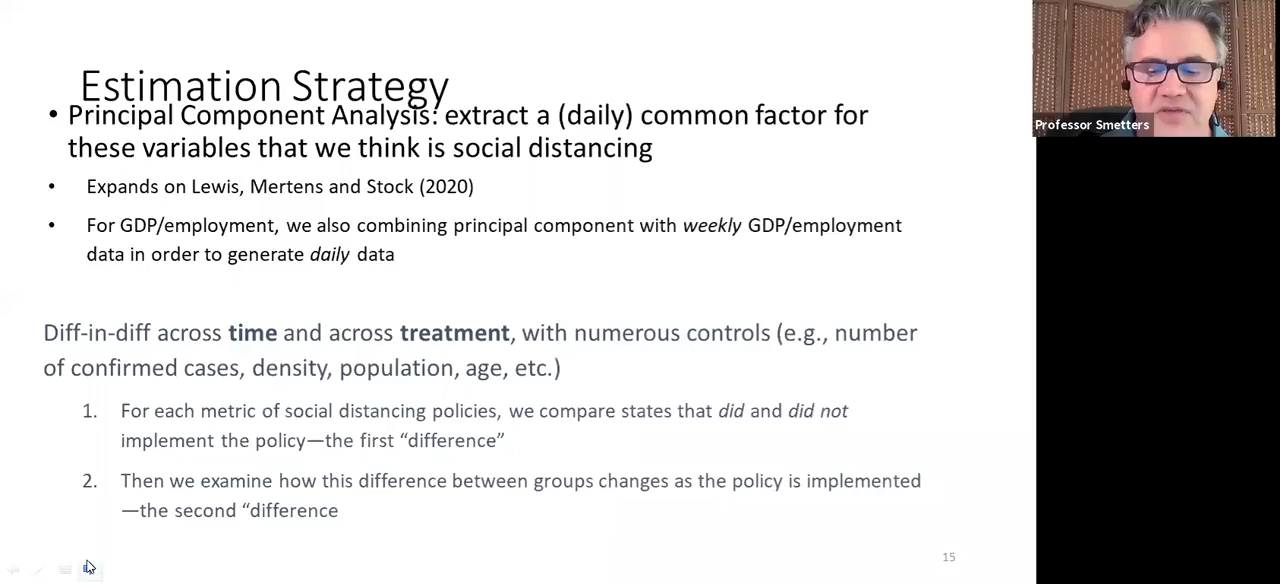 Estimation Strategy
• Principal Component Analysis: extract a (daily) common factor for
these variables that we think is social distancing
• Expands on Lewis, Mertens and Stock (2020)
• For GDP/employment, we also combining principal component with weekly GDP/employment
data in order to generate daily data
Diff-in-diff across time and across treatment, with numerous controls (e.g., number
of confirmed cases, density, population, age, etc.)
1. For each metric of social distancing policies, we compare states that did and did not
implement the policy—the first “difference”
2. Then we examine how this difference between groups changes as the policy is implemented
—the second “difference
15
Professor Smetters